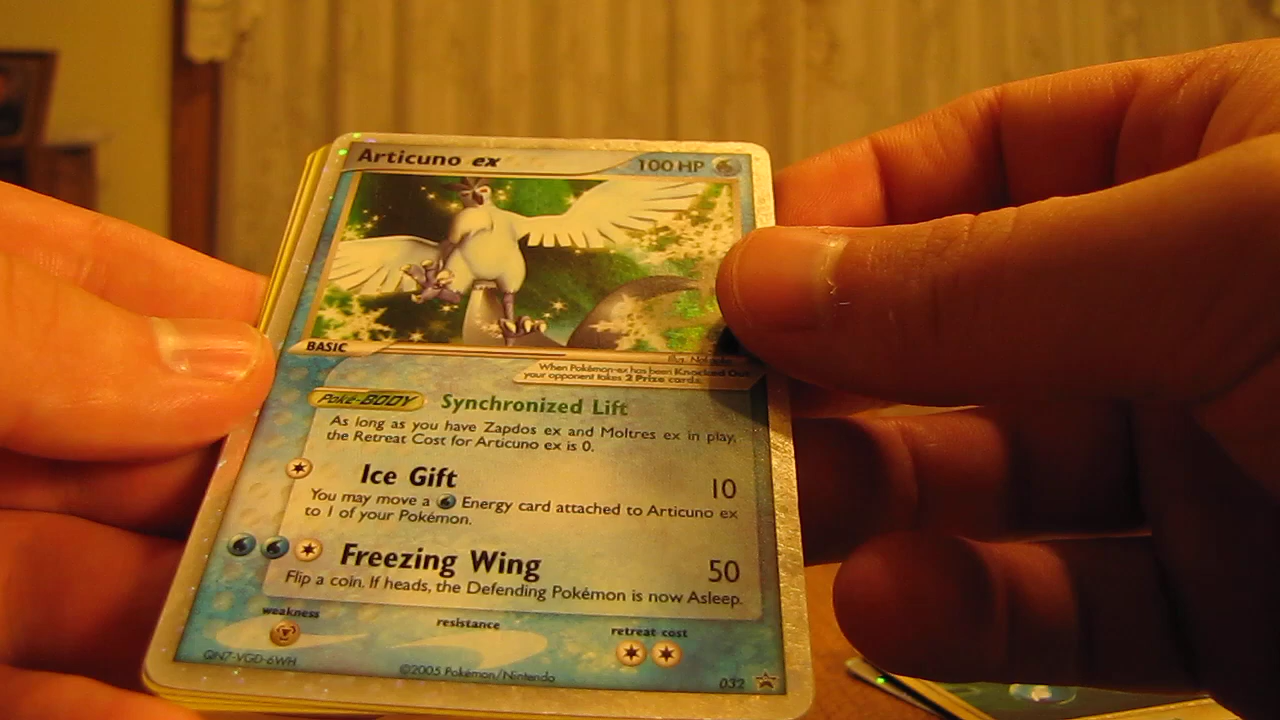 Articuno ex 100 HP
BASIC
Illus.
When Pokémon-ex has been Knocked Out
your opponent takes 2 Prize cards.
Poké-BODY Synchronized Lift
As long as you have Zapdos ex and Moltres ex in play,
the Retreat Cost for Articuno ex is 0.
Ice Gift 10
You may move a Energy card attached to Articuno ex
to 1 of your Pokémon.
Freezing Wing 50
Flip a coin. If heads, the Defending Pokémon is now Asleep.
weakness resistance retreat cost
QN7-VGD-6WH ©2005 Pokémon/Nintendo 032